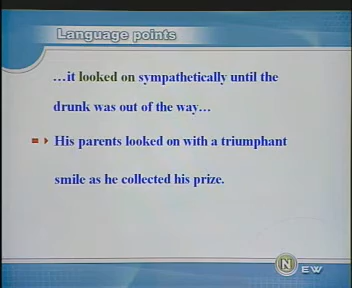 Language points
...it looked on sympathetically until the
drunk was out of the way...
His parents looked on with a triumphant
smile as he collected his prize.
N EW